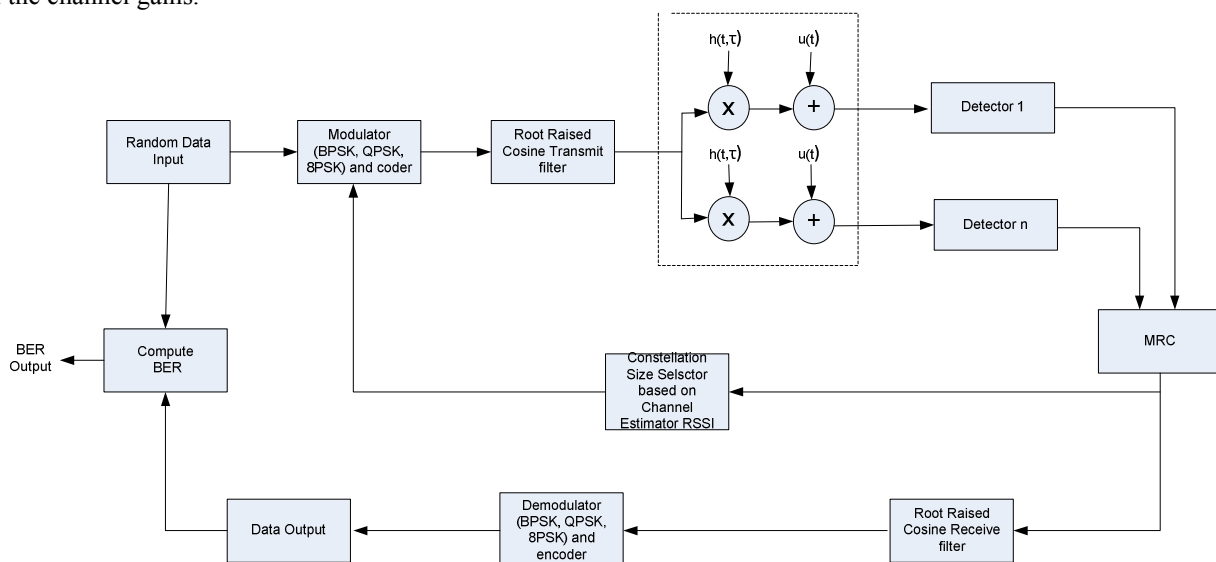 the channel gains.
h(t,τ)
u(t)
X
+
Detector 1
Random Data
Input
Modulator
(BPSK, QPSK,
8PSK) and coder
Root Raised
Cosine Transmit
filter
h(t,τ)
u(t)
X
+
Detector n
MRC
BER
Output
Compute
BER
Constellation
Size Selsctor
based on
Channel
Estimator RSSI
Data Output
Demodulator
(BPSK, QPSK,
8PSK) and
encoder
Root Raised
Cosine Receive
filter